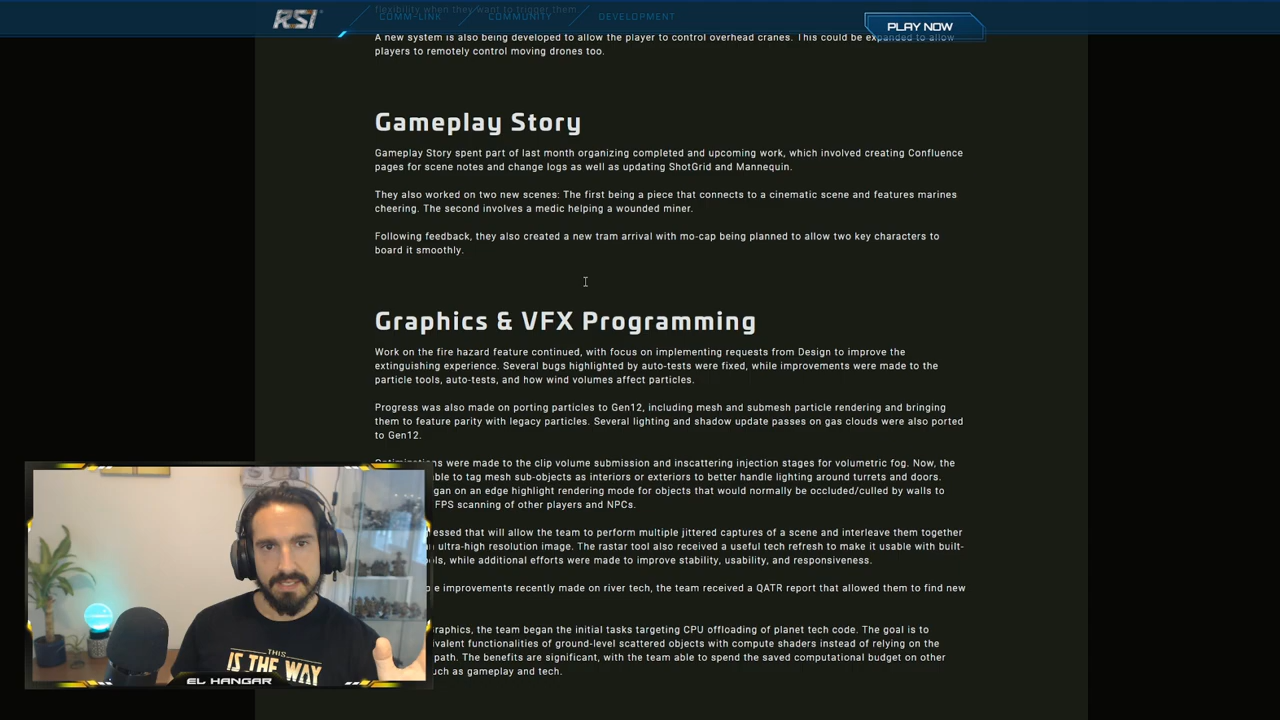 flexibility when they want to trigger them.
RSI
COMM-LINK
COMMUNITY
DEVELOPMENT
PLAY NOW
A new system is also being developed to allow the player to control overhead cranes. This could be expanded to allow
players to remotely control moving drones too.
Gameplay Story
Gameplay Story spent part of last month organizing completed and upcoming work, which involved creating Confluence
pages for scene notes and change logs as well as updating ShotGrid and Mannequin.
They also worked on two new scenes: The first being a piece that connects to a cinematic scene and features marines
cheering. The second involves a medic helping a wounded miner.
Following feedback, they also created a new tram arrival with mo-cap being planned to allow two key characters to
board it smoothly.
Graphics & VFX Programming
Work on the fire hazard feature continued, with focus on implementing requests from Design to improve the
extinguishing experience. Several bugs highlighted by auto-tests were fixed, while improvements were made to the
particle tools, auto-tests, and how wind volumes affect particles.
Progress was also made on porting particles to Gen12, including mesh and submesh particle rendering and bringing
them to feature parity with legacy particles. Several lighting and shadow update passes on gas clouds were also ported
to Gen12.
Optimizations were made to the clip volume submission and inscattering injection stages for volumetric fog. Now, the
to tag mesh sub-objects as interiors or exteriors to better handle lighting around turrets and doors.
on an edge highlight rendering mode for objects that would normally be occluded/culled by walls to
FPS scanning of other players and NPCs.
that will allow the team to perform multiple jittered captures of a scene and interleave them together
ultra-high resolution image. The rastar tool also received a useful tech refresh to make it usable with built-
while additional efforts were made to improve stability, usability, and responsiveness.
improvements recently made on river tech, the team received a QATR report that allowed them to find new
the team began the initial tasks targeting CPU offloading of planet tech code. The goal is to
functionalities of ground-level scattered objects with compute shaders instead of relying on the
path. The benefits are significant, with the team able to spend the saved computational budget on other
such as gameplay and tech.
THIS
IS THE WAY
EL HANGAR